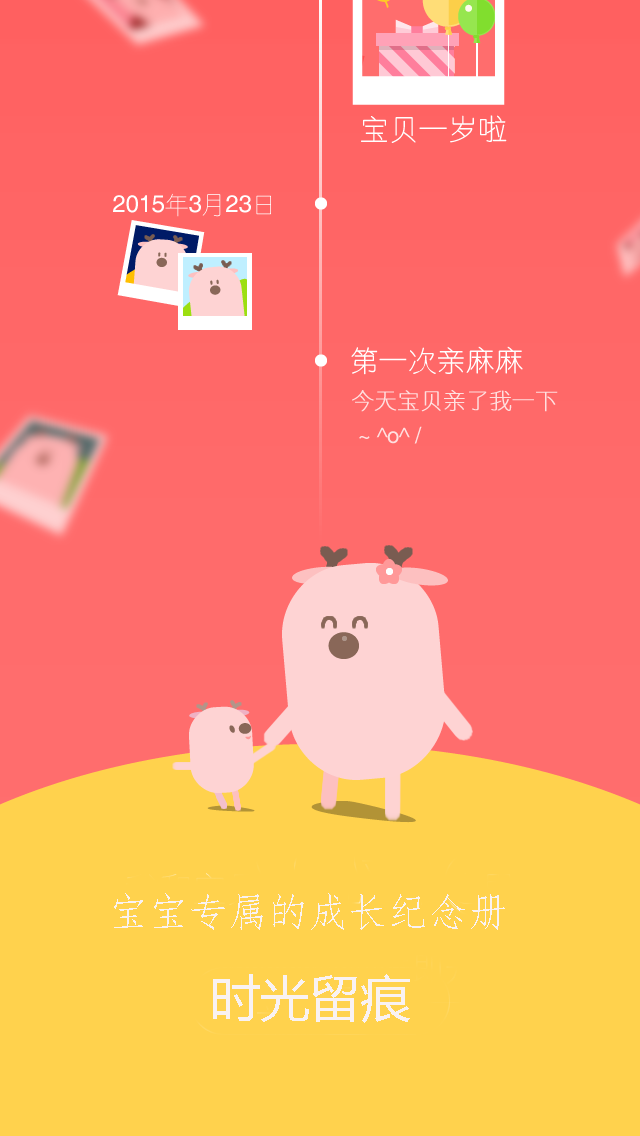 宝贝一岁啦
2015年3月23日
第一次亲麻麻
今天宝贝亲了我一下
~ ^o^ /
宝宝专属的成长纪念册
时光留痕